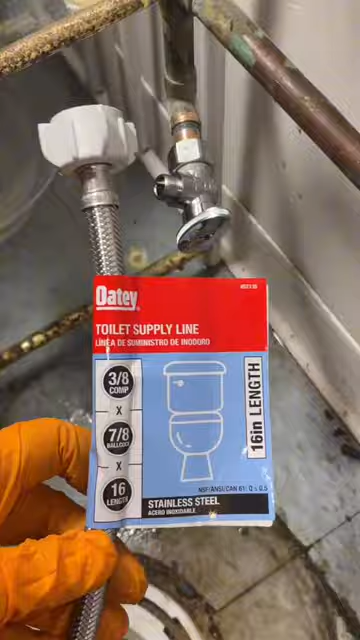 Oatey
TOILET SUPPLY LINE
LÍNEA DE SUMINISTRO DE INODORO
3/8
COMP
X
7/8
BALLCOCK
X
16
LENGTH
16in LENGTH
STAINLESS STEEL
ACERO INOXIDABLE